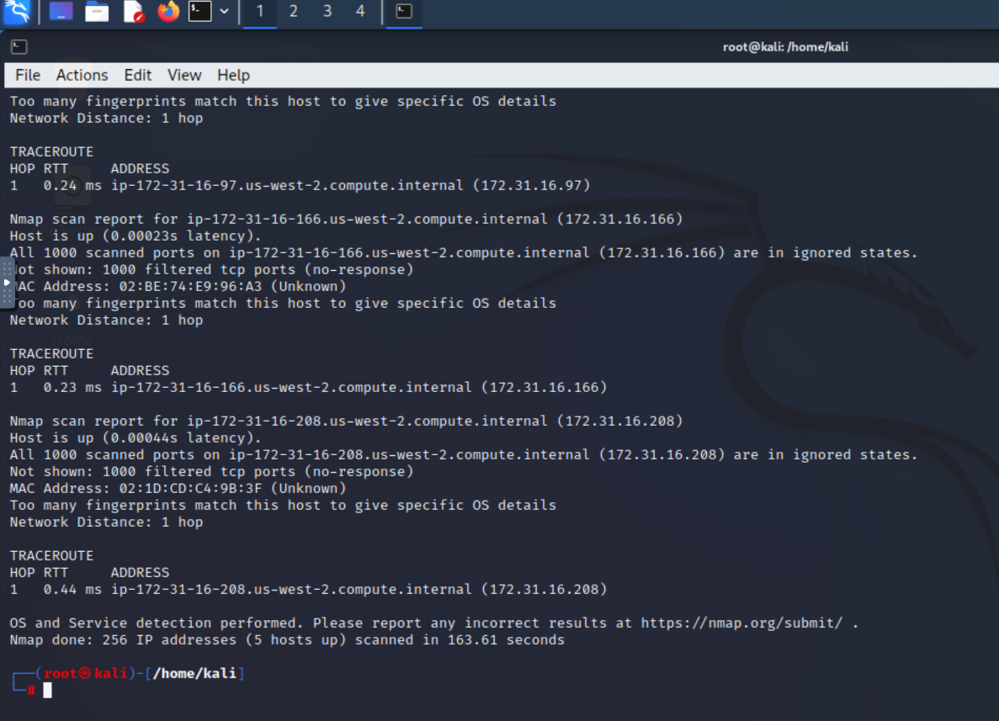 1 2 3 4
root@kali: /home/kali
File Actions Edit View Help
Too many fingerprints match this host to give specific OS details
Network Distance: 1 hop
TRACEROUTE
HOP RTT ADDRESS
1 0.24 ms ip-172-31-16-97.us-west-2.compute.internal (172.31.16.97)
Nmap scan report for ip-172-31-16-166.us-west-2.compute.internal (172.31.16.166)
Host is up (0.00023s latency).
All 1000 scanned ports on ip-172-31-16-166.us-west-2.compute.internal (172.31.16.166) are in ignored states.
ot shown: 1000 filtered tcp ports (no-response)
AC Address: 02:BE:74:E9:96:A3 (Unknown)
oo many fingerprints match this host to give specific OS details
Network Distance: 1 hop
Home
TRACEROUTE
HOP RTT ADDRESS
1 0.23 ms ip-172-31-16-166.us-west-2.compute.internal (172.31.16.166)
Nmap scan report for ip-172-31-16-208.us-west-2.compute.internal (172.31.16.208)
Host is up (0.00044s latency).
All 1000 scanned ports on ip-172-31-16-208.us-west-2.compute.internal (172.31.16.208) are in ignored states.
Not shown: 1000 filtered tcp ports (no-response)
MAC Address: 02:1D:CD:C4:9B:3F (Unknown)
Too many fingerprints match this host to give specific OS details
Network Distance: 1 hop
TRACEROUTE
HOP RTT ADDRESS
1 0.44 ms ip-172-31-16-208.us-west-2.compute.internal (172.31.16.208)
OS and Service detection performed. Please report any incorrect results at https://nmap.org/submit/ .
Nmap done: 256 IP addresses (5 hosts up) scanned in 163.61 seconds
┌──(root㉿kali)-[/home/kali]
└─#